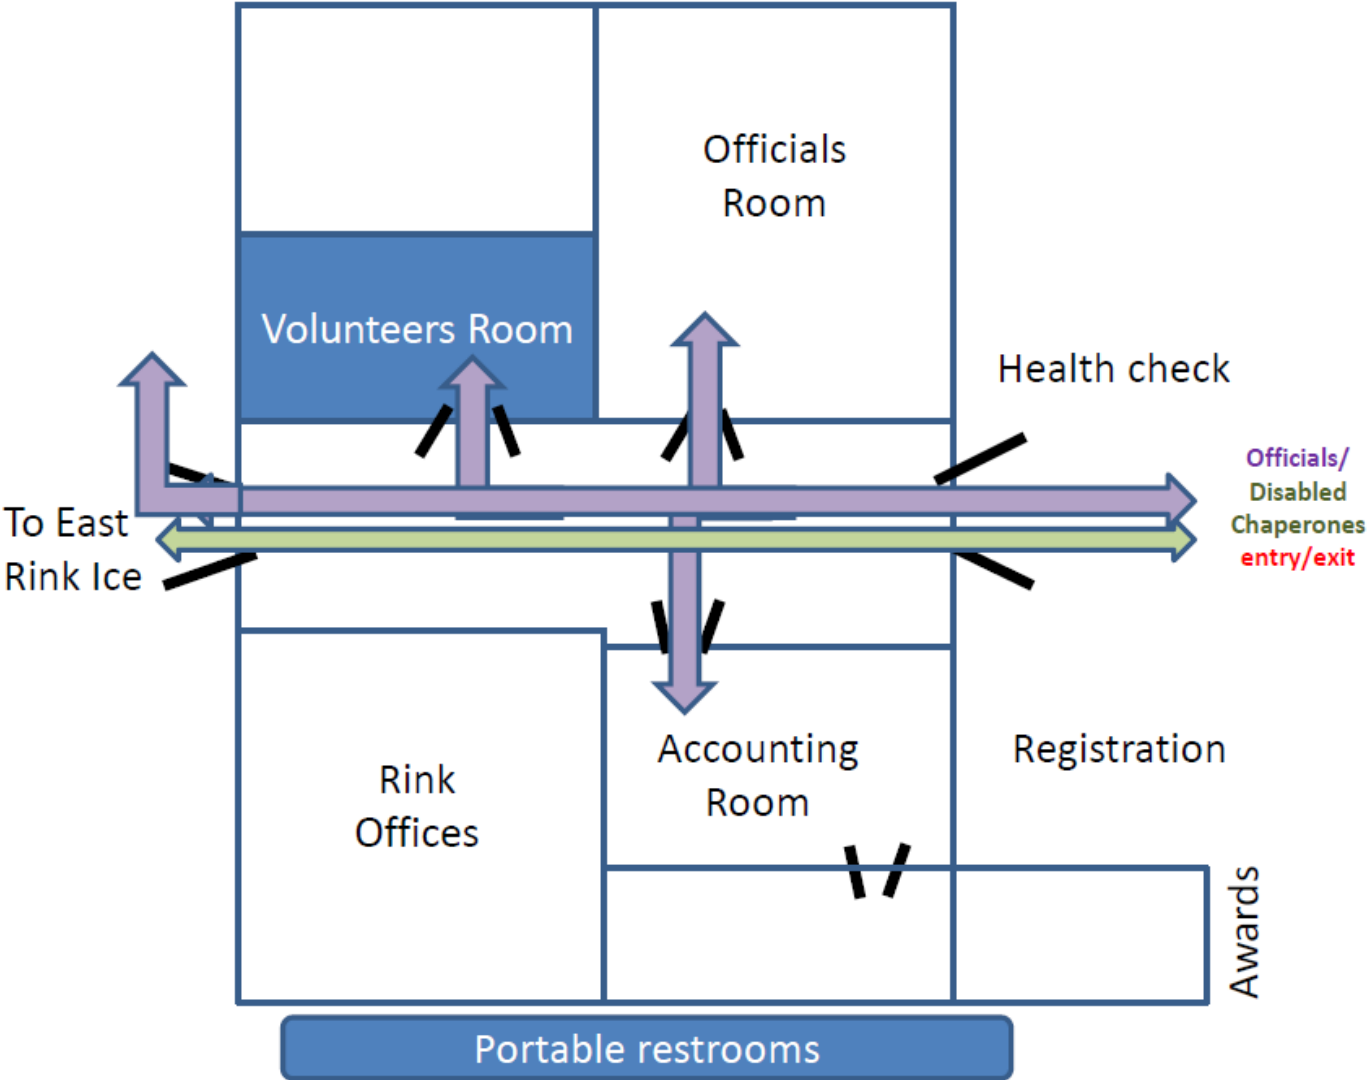 Officials
Room
Volunteers Room
Health check
Officials/
Disabled
Chaperones
entry/exit
To East
Rink Ice
Rink
Offices
Accounting
Room
Registration
Awards
Portable restrooms